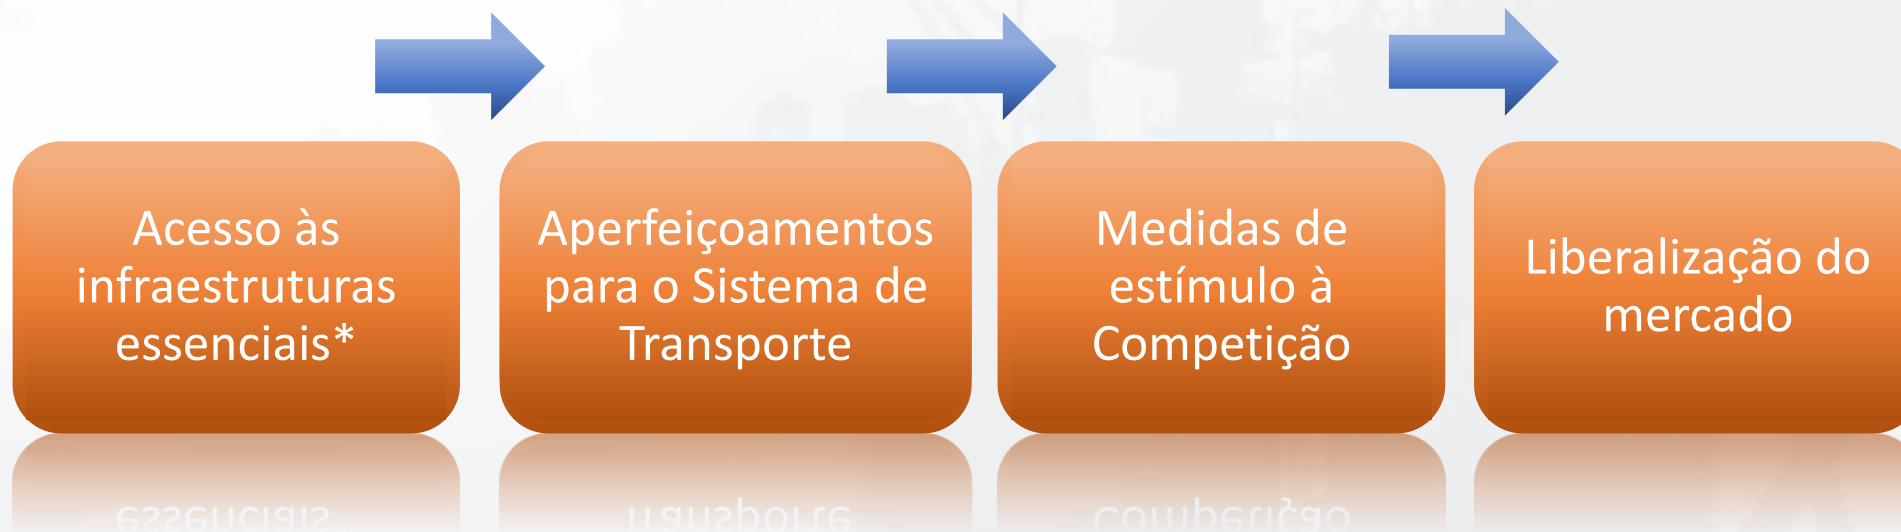 Acesso às
infraestruturas
essenciais*
Aperfeiçoamentos
para o Sistema de
Transporte
Medidas de
estímulo à
Competição
Liberalização do
mercado